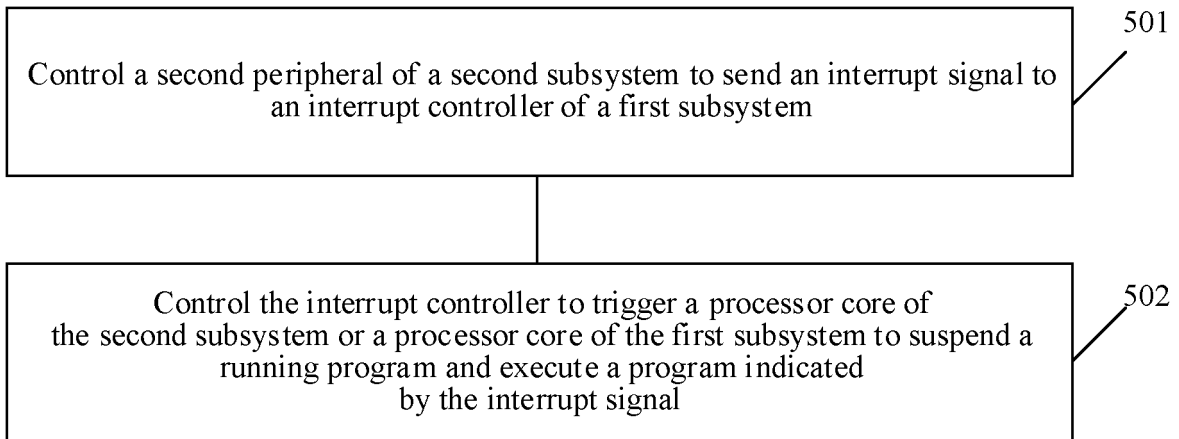 501
Control a second peripheral of a second subsystem to send an interrupt signal to
an interrupt controller of a first subsystem
502
Control the interrupt controller to trigger a processor core of
the second subsystem or a processor core of the first subsystem to suspend a
running program and execute a program indicated
by the interrupt signal